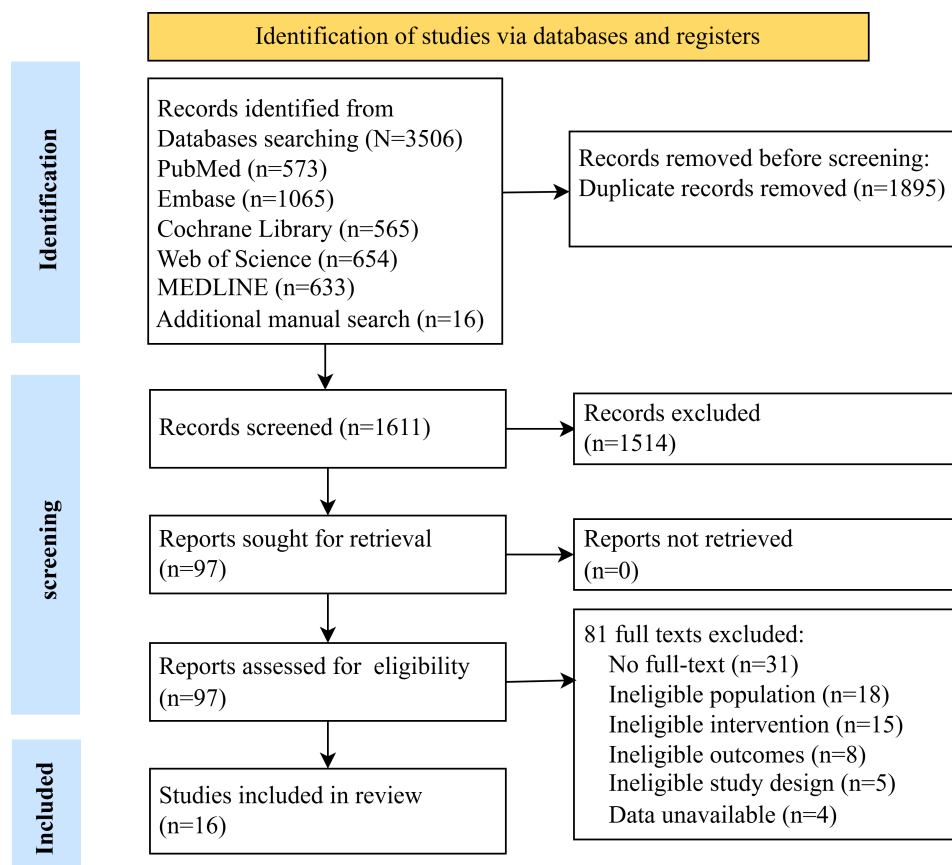 Identification of studies via databases and registers
Identification
Records identified from
Databases searching (N=3506)
PubMed (n=573)
Embase (n=1065)
Cochrane Library (n=565)
Web of Science (n=654)
MEDLINE (n=633)
Additional manual search (n=16)
Records removed before screening:
Duplicate records removed (n=1895)
screening
Records screened (n=1611)
Records excluded
(n=1514)
Reports sought for retrieval
(n=97)
Reports not retrieved
(n=0)
Reports assessed for eligibility
(n=97)
81 full texts excluded:
No full-text (n=31)
Ineligible population (n=18)
Ineligible intervention (n=15)
Ineligible outcomes (n=8)
Ineligible study design (n=5)
Data unavailable (n=4)
Included
Studies included in review
(n=16)